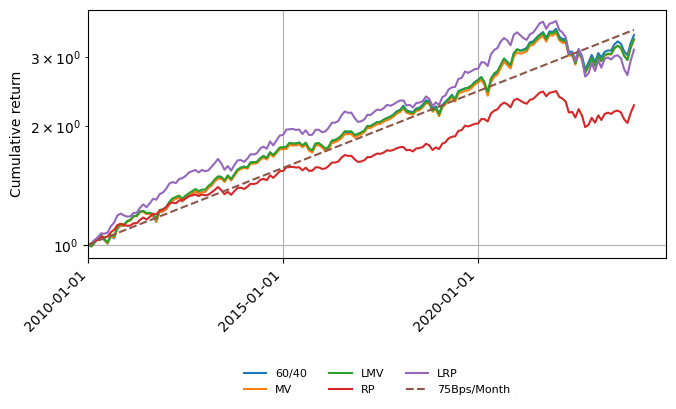 Cumulative return
3 × 10⁰
2 × 10⁰
10⁰
2010-01-01
2015-01-01
2020-01-01
60/40 LMV LRP
MV RP 75Bps/Month